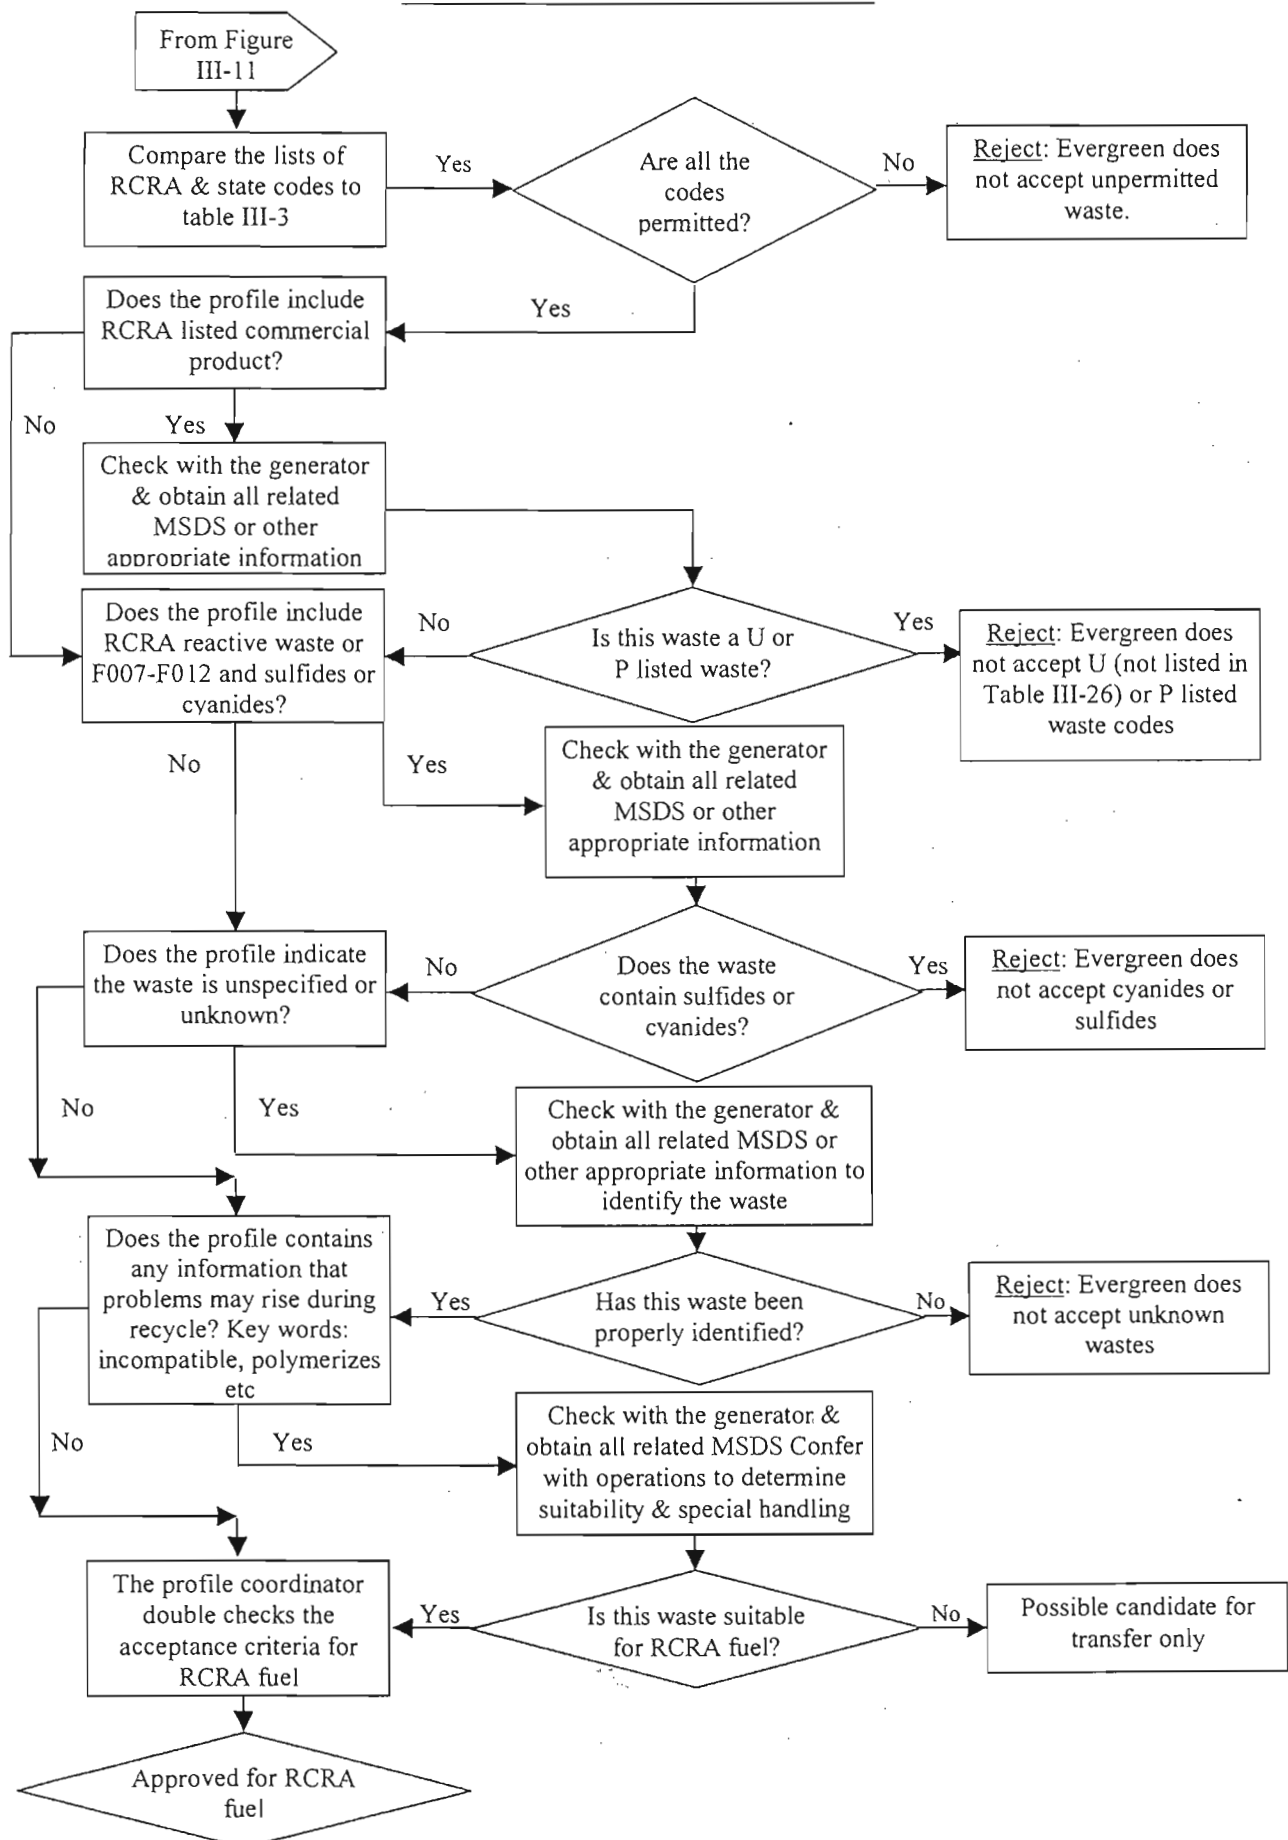 From Figure
III-11
Compare the lists of
RCRA & state codes to
table III-3
Yes
Are all the
codes
permitted?
No
Reject: Evergreen does
not accept unpermitted
waste.
Does the profile include
RCRA listed commercial
product?
Yes
No
Yes
Check with the generator
& obtain all related
MSDS or other
appropriate information
Does the profile include
RCRA reactive waste or
F007-F012 and sulfides or
cyanides?
No
Is this waste a U or
P listed waste?
Yes
Reject: Evergreen does
not accept U (not listed in
Table III-26) or P listed
waste codes
No
Yes
Check with the generator
& obtain all related
MSDS or other
appropriate information
Does the profile indicate
the waste is unspecified or
unknown?
No
Does the waste
contain sulfides or
cyanides?
Yes
Reject: Evergreen does
not accept cyanides or
sulfides
No
Yes
Check with the generator &
obtain all related MSDS or
other appropriate information to
identify the waste
Does the profile contains
any information that
problems may rise during
recycle? Key words:
incompatible, polymerizes
etc
Yes
Has this waste been
properly identified?
No
Reject: Evergreen does
not accept unknown
wastes
No
Yes
Check with the generator &
obtain all related MSDS Confer
with operations to determine
suitability & special handling
The profile coordinator
double checks the
acceptance criteria for
RCRA fuel
Yes
Is this waste suitable
for RCRA fuel?
No
Possible candidate for
transfer only
Approved for RCRA
fuel